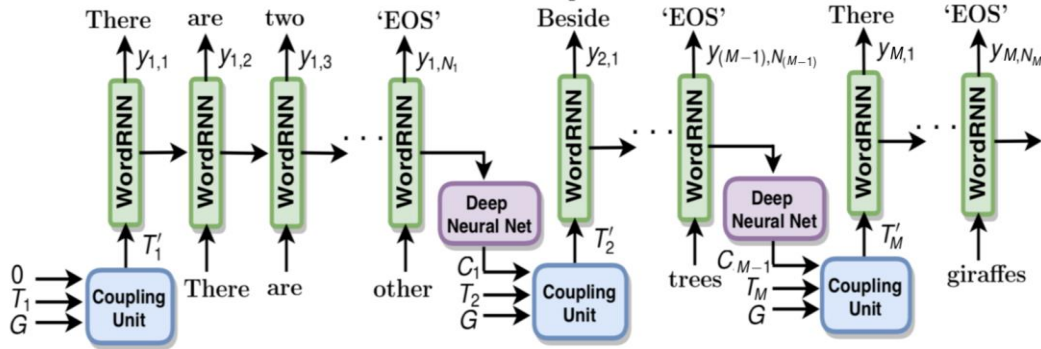 There are two 'EOS' Beside 'EOS' There 'EOS'
y1,1 y1,2 y1,3 y1,N1 y2,1 y(M−1),N(M−1) yM,1 yM,NM
WordRNN WordRNN WordRNN · · · WordRNN WordRNN · · · WordRNN WordRNN · · · WordRNN
Deep Neural Net
Deep Neural Net
T′1 T′2 T′M
0
T1
G
Coupling Unit
There are other
C1
T2
G
Coupling Unit
trees
CM−1
TM
G
Coupling Unit
giraffes